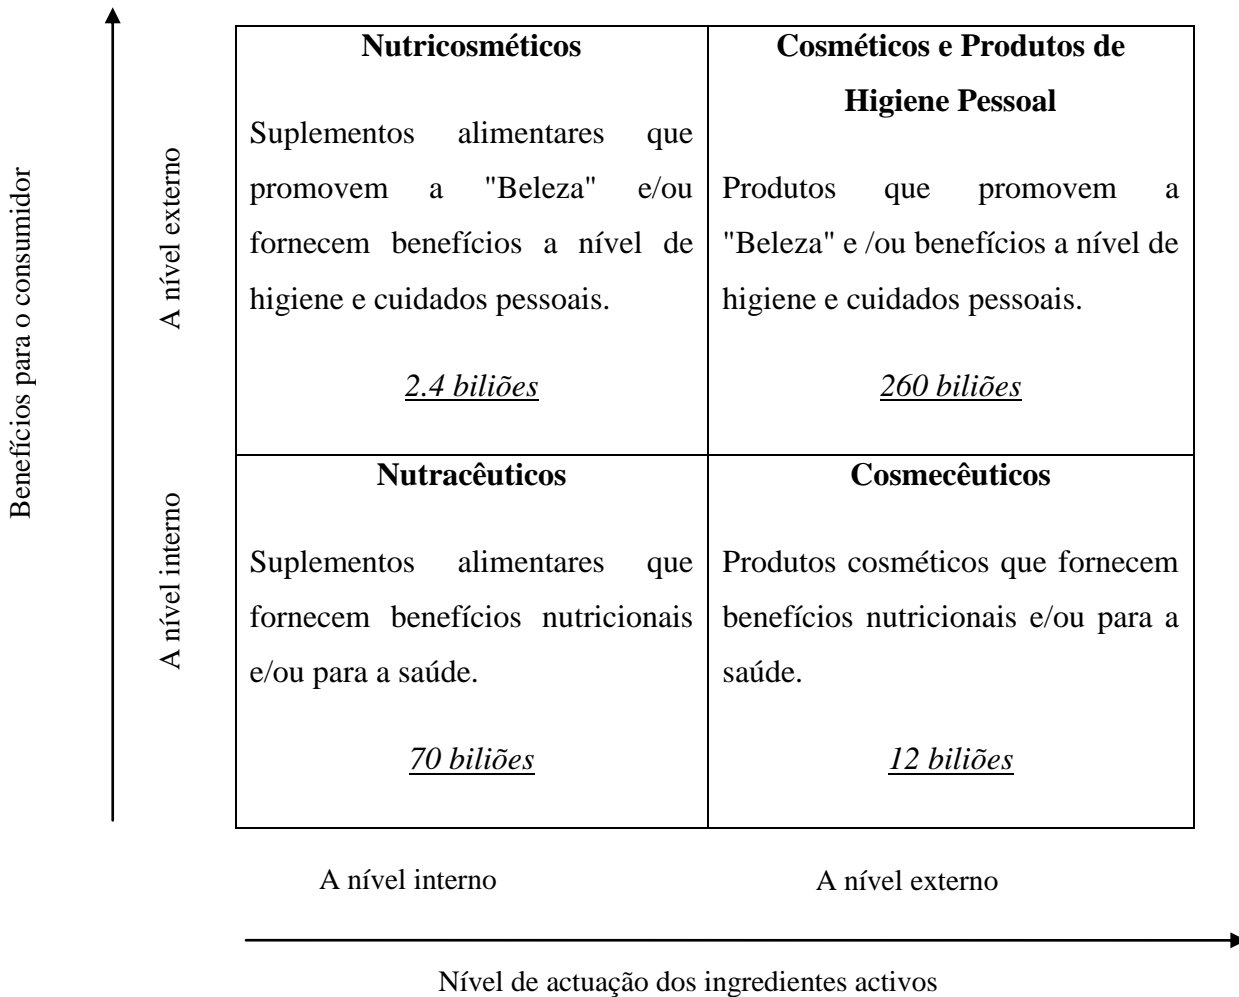 Benefícios para o consumidor
A nível externo
Nutricosméticos
Suplementos alimentares que
promovem a "Beleza" e/ou
fornecem benefícios a nível de
higiene e cuidados pessoais.
2.4 biliões
Cosméticos e Produtos de
Higiene Pessoal
Produtos que promovem a
"Beleza" e /ou benefícios a nível de
higiene e cuidados pessoais.
260 biliões
A nível interno
Nutracêuticos
Suplementos alimentares que
fornecem benefícios nutricionais
e/ou para a saúde.
70 biliões
Cosmecêuticos
Produtos cosméticos que fornecem
benefícios nutricionais e/ou para a
saúde.
12 biliões
A nível interno
A nível externo
Nível de actuação dos ingredientes activos